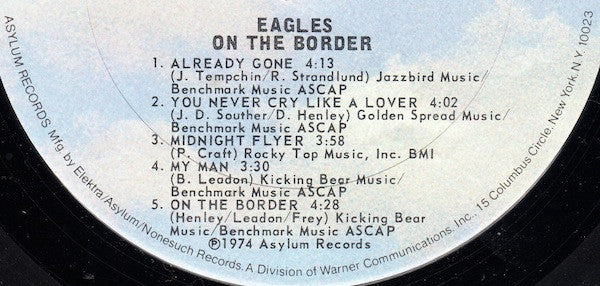 EAGLES
ON THE BORDER
1. ALREADY GONE 4:13
(J. Tempchin/R. Strandlund) Jazzbird Music/
Benchmark Music ASCAP
2. YOU NEVER CRY LIKE A LOVER 4:02
(J. D. Souther/D. Henley) Golden Spread Music/
Benchmark Music ASCAP
3. MIDNIGHT FLYER 3:58
(P. Craft) Rocky Top Music, Inc. BMI
4. MY MAN 3:30
(B. Leadon) Kicking Bear Music/
Benchmark Music ASCAP
5. ON THE BORDER 4:28
(Henley/Leadon/Frey) Kicking Bear
Music/Benchmark Music ASCAP
℗1974 Asylum Records
ASYLUM RECORDS. Mfg. by Elektra/Asylum/Nonesuch Records. A Division of Warner Communications, Inc. · 15 Columbus Circle, New York, N.Y. 10023